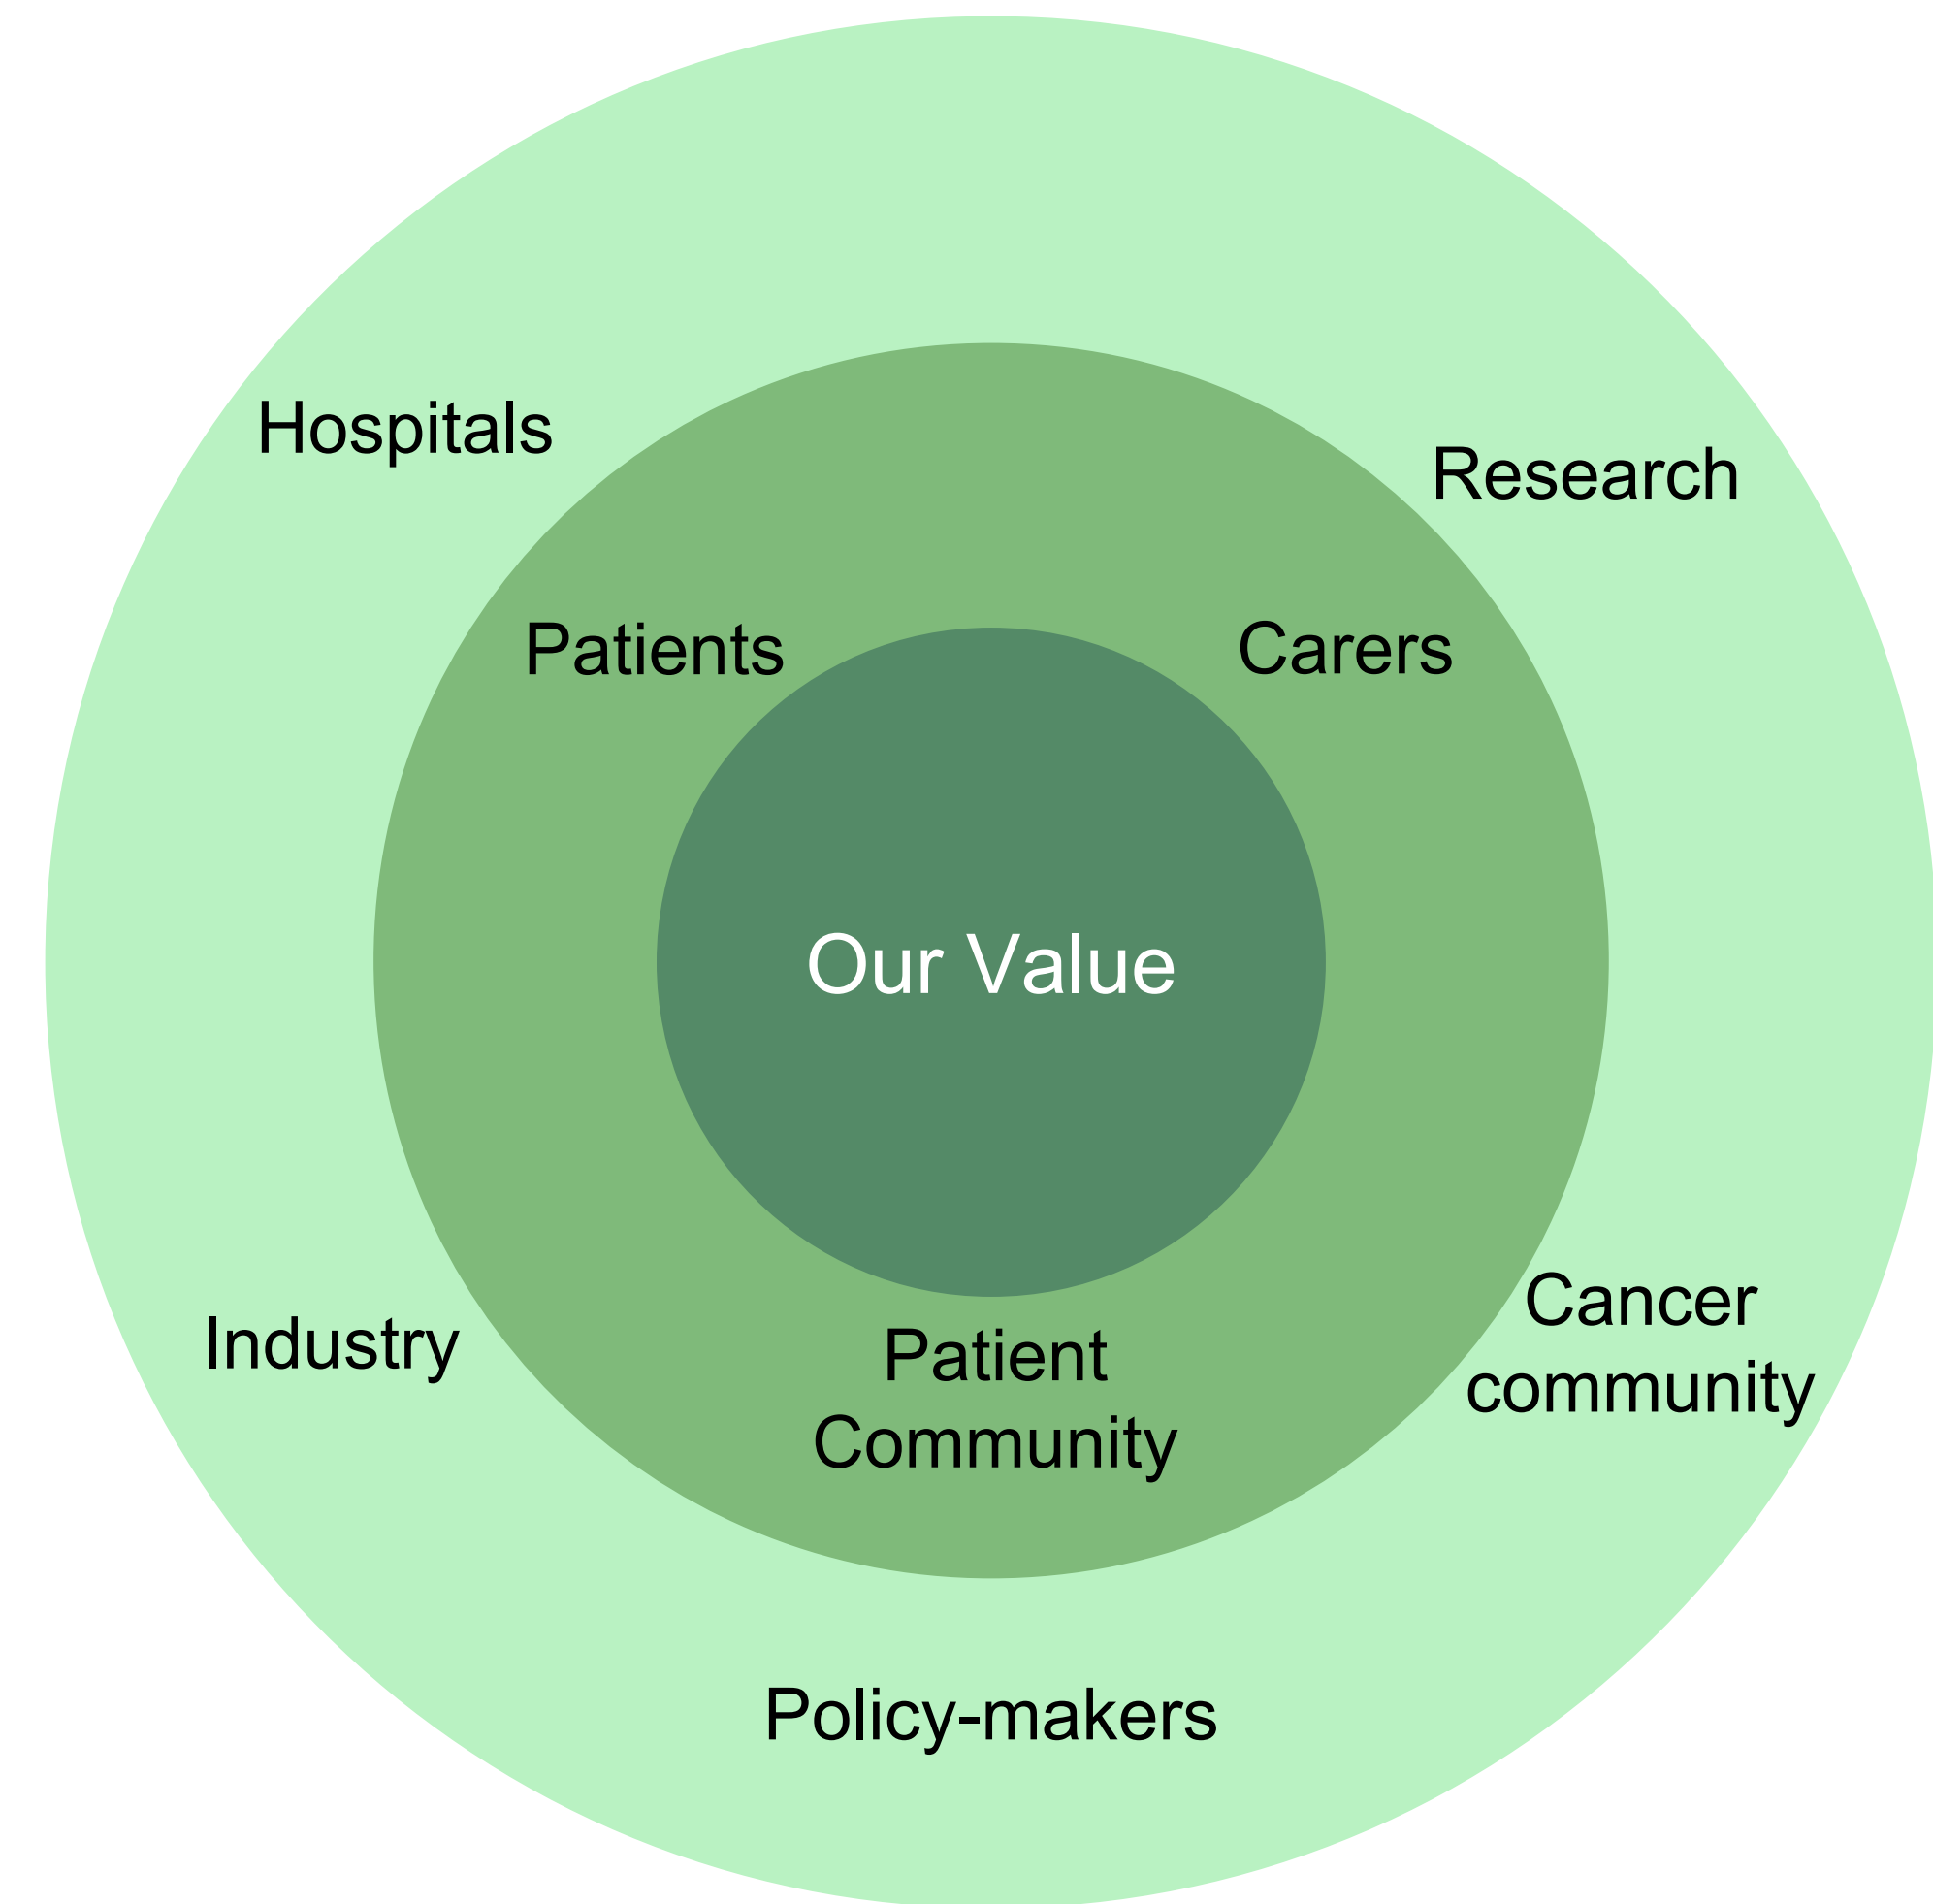 Hospitals
Research
Patients
Carers
Our Value
Cancer
community
Industry
Patient
Community
Policy-makers